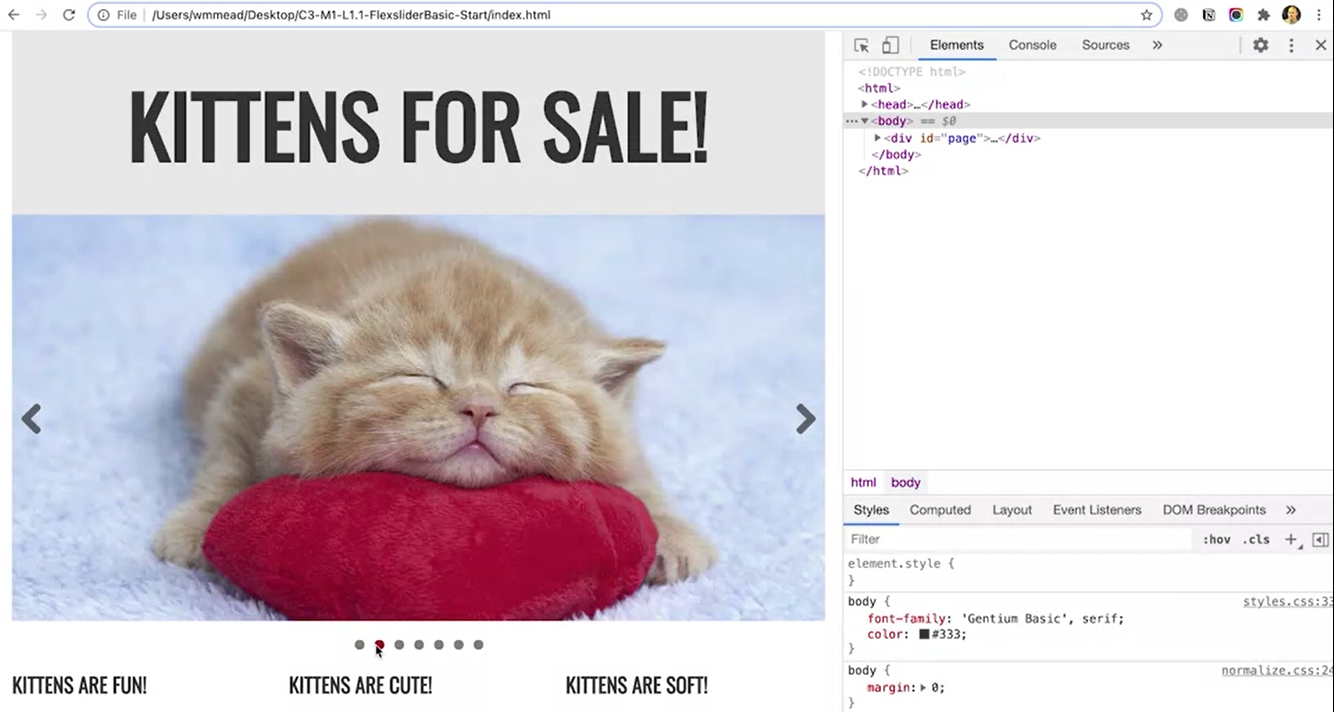 File | /Users/wmmead/Desktop/C3-M1-L1.1-FlexsliderBasic-Start/index.html
KITTENS FOR SALE!
KITTENS ARE FUN! KITTENS ARE CUTE! KITTENS ARE SOFT!
Elements Console Sources »
<!DOCTYPE html>
<html>
▶<head>…</head>
…▼<body> == $0
▶<div id="page">…</div>
</body>
</html>
html body
Styles Computed Layout Event Listeners DOM Breakpoints »
Filter :hov .cls +
element.style {
}
body { styles.css:33
font-family: 'Gentium Basic', serif;
color: #333;
}
body { normalize.css:24
margin:▶ 0;
}